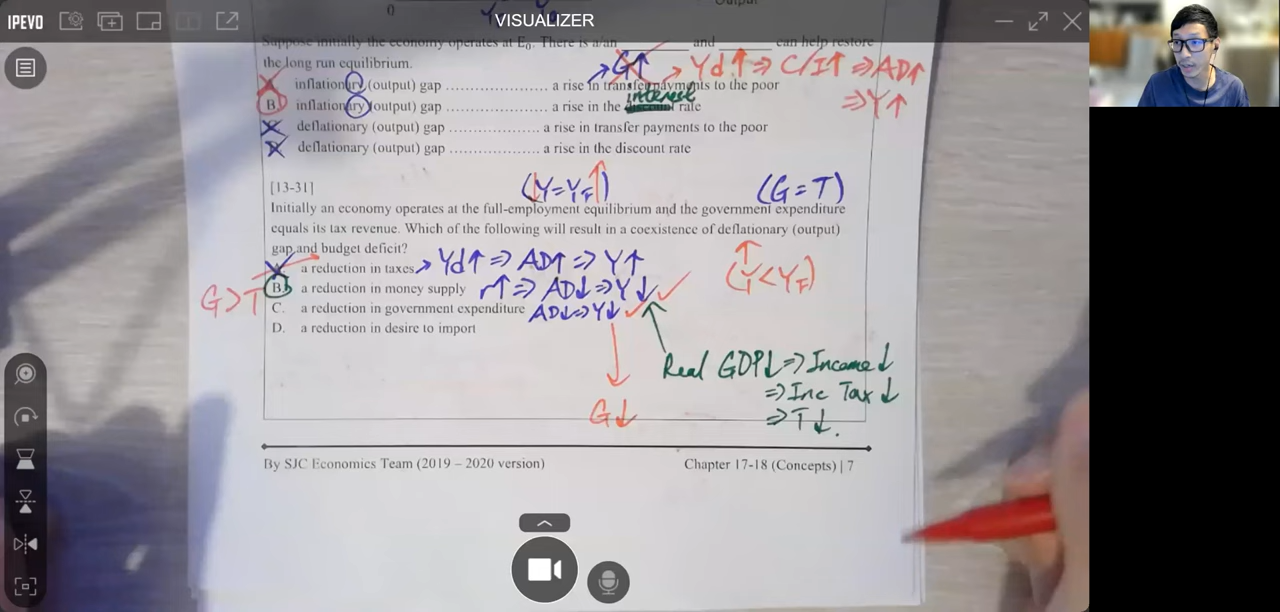 IPEVO VISUALIZER
0 Output
Suppose initially the economy operates at E₀. There is a/an ________ and ________ can help restore
the long run equilibrium.
→ G↑ → Yd↑ ⇒ C/I↑ ⇒ AD↑
⇒ Y↑
A. inflationary (output) gap .................... a rise in transfer payments to the poor
interest
B. inflationary (output) gap .................... a rise in the discount rate
C. deflationary (output) gap .................... a rise in transfer payments to the poor
D. deflationary (output) gap .................... a rise in the discount rate
[13-31] (Y=YF) ↑ (G=T)
Initially an economy operates at the full-employment equilibrium and the government expenditure
equals its tax revenue. Which of the following will result in a coexistence of deflationary (output)
gap and budget deficit?
A. a reduction in taxes → Yd↑ ⇒ AD↑ ⇒ Y↑
(Y<YF)
G>T
B. a reduction in money supply r↑ ⇒ AD↓ ⇒ Y↓ ✓
C. a reduction in government expenditure AD↓ ⇒ Y↓ ✓
D. a reduction in desire to import
Real GDP↓ ⇒ Income↓
⇒ Inc Tax↓
G↓ ⇒ T↓.
By SJC Economics Team (2019 – 2020 version) Chapter 17-18 (Concepts) | 7